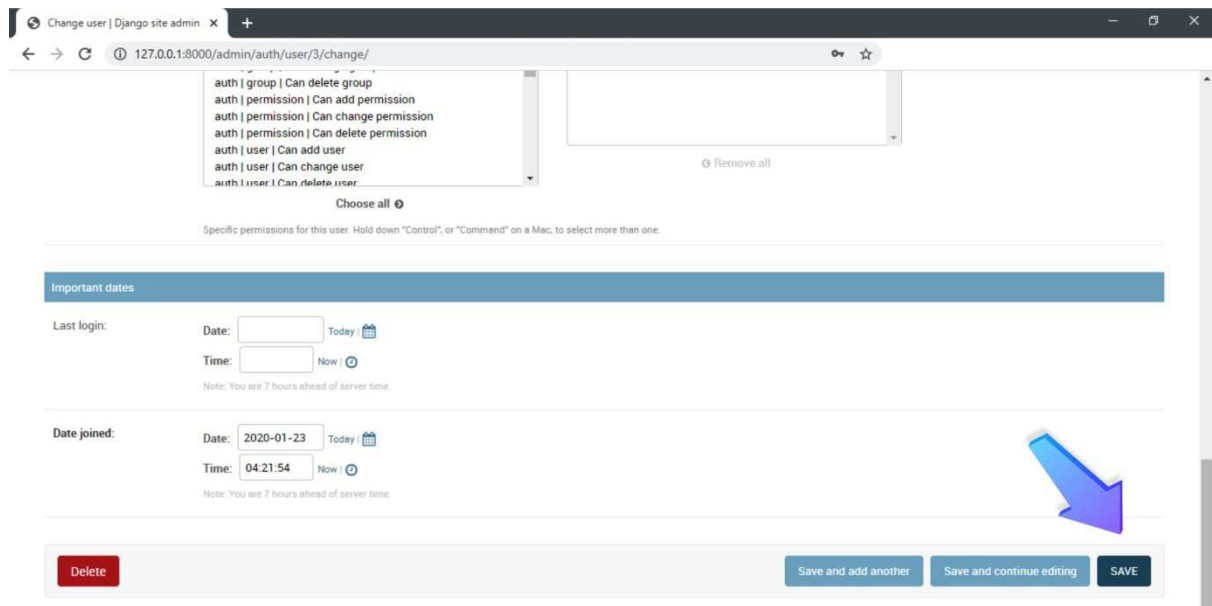 Change user | Django site admin
127.0.0.1:8000/admin/auth/user/3/change/
auth | group | Can delete group
auth | permission | Can add permission
auth | permission | Can change permission
auth | permission | Can delete permission
auth | user | Can add user
auth | user | Can change user
auth | user | Can delete user
Remove all
Choose all
Specific permissions for this user. Hold down "Control", or "Command" on a Mac, to select more than one.
Important dates
Last login:
Date: Today |
Time: Now |
Note: You are 7 hours ahead of server time.
Date joined:
Date: 2020-01-23 Today |
Time: 04:21:54 Now |
Note: You are 7 hours ahead of server time.
Delete Save and add another Save and continue editing SAVE